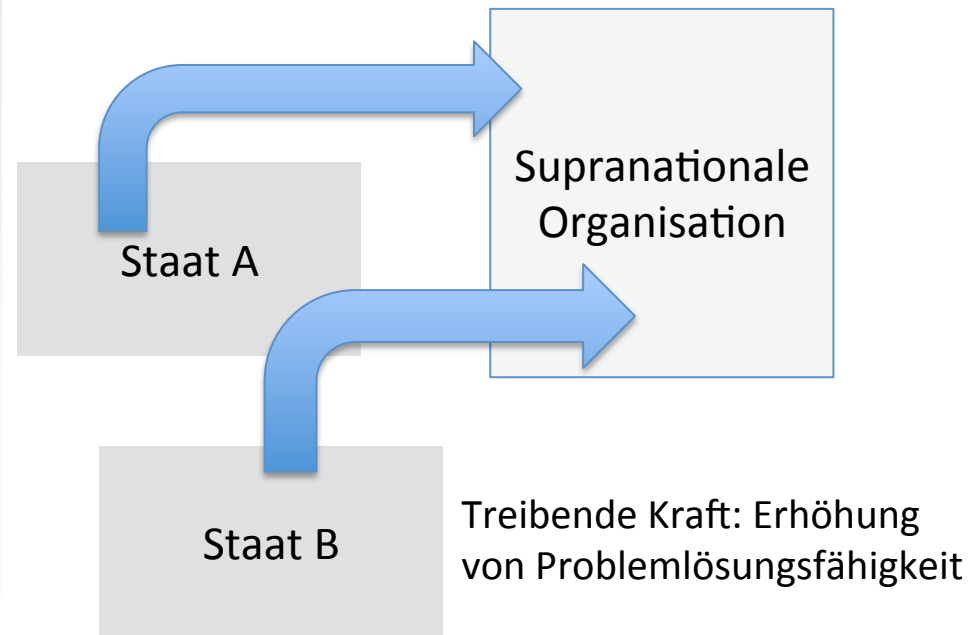 Supranationale
Organisation
Staat A
Staat B
Treibende Kraft: Erhöhung
von Problemlösungsfähigkeit